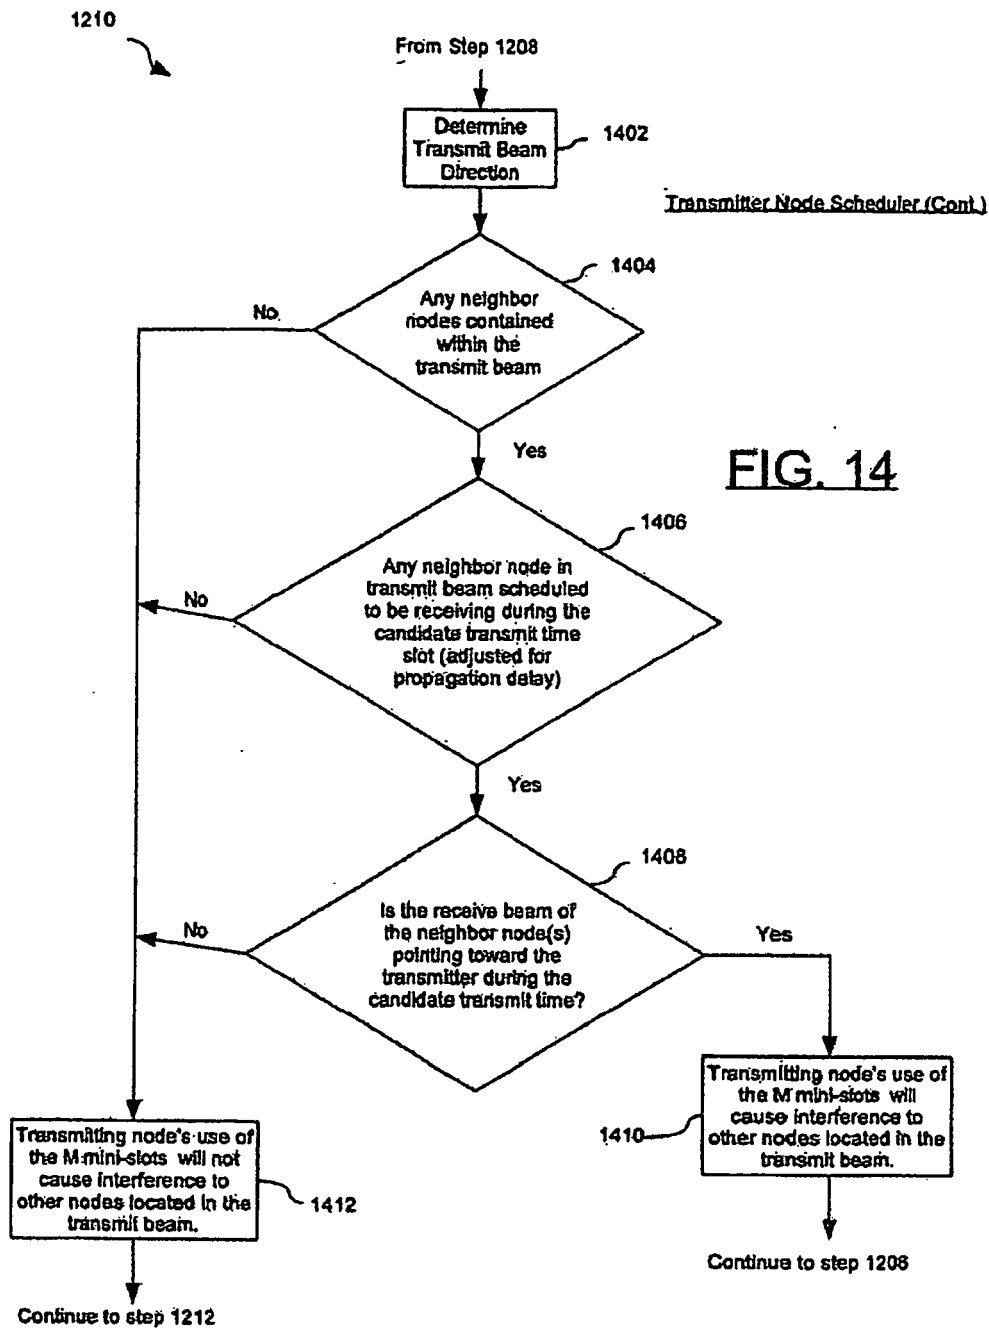 1210
From Step 1208
Determine
Transmit Beam
Direction
1402
Transmitter Node Scheduler (Cont.)
1404
Any neighbor
nodes contained
within the
transmit beam
No
Yes
FIG. 14
1406
Any neighbor node in
transmit beam scheduled
to be receiving during the
candidate transmit time
slot (adjusted for
propagation delay)
No
Yes
1408
Is the receive beam of
the neighbor node(s)
pointing toward the
transmitter during the
candidate transmit time?
No
Yes
Transmitting node's use of
the M mini-slots will
cause interference to
other nodes located in the
transmit beam.
1410
Transmitting node's use of
the M mini-slots will not
cause interference to
other nodes located in the
transmit beam.
1412
Continue to step 1206
Continue to step 1212